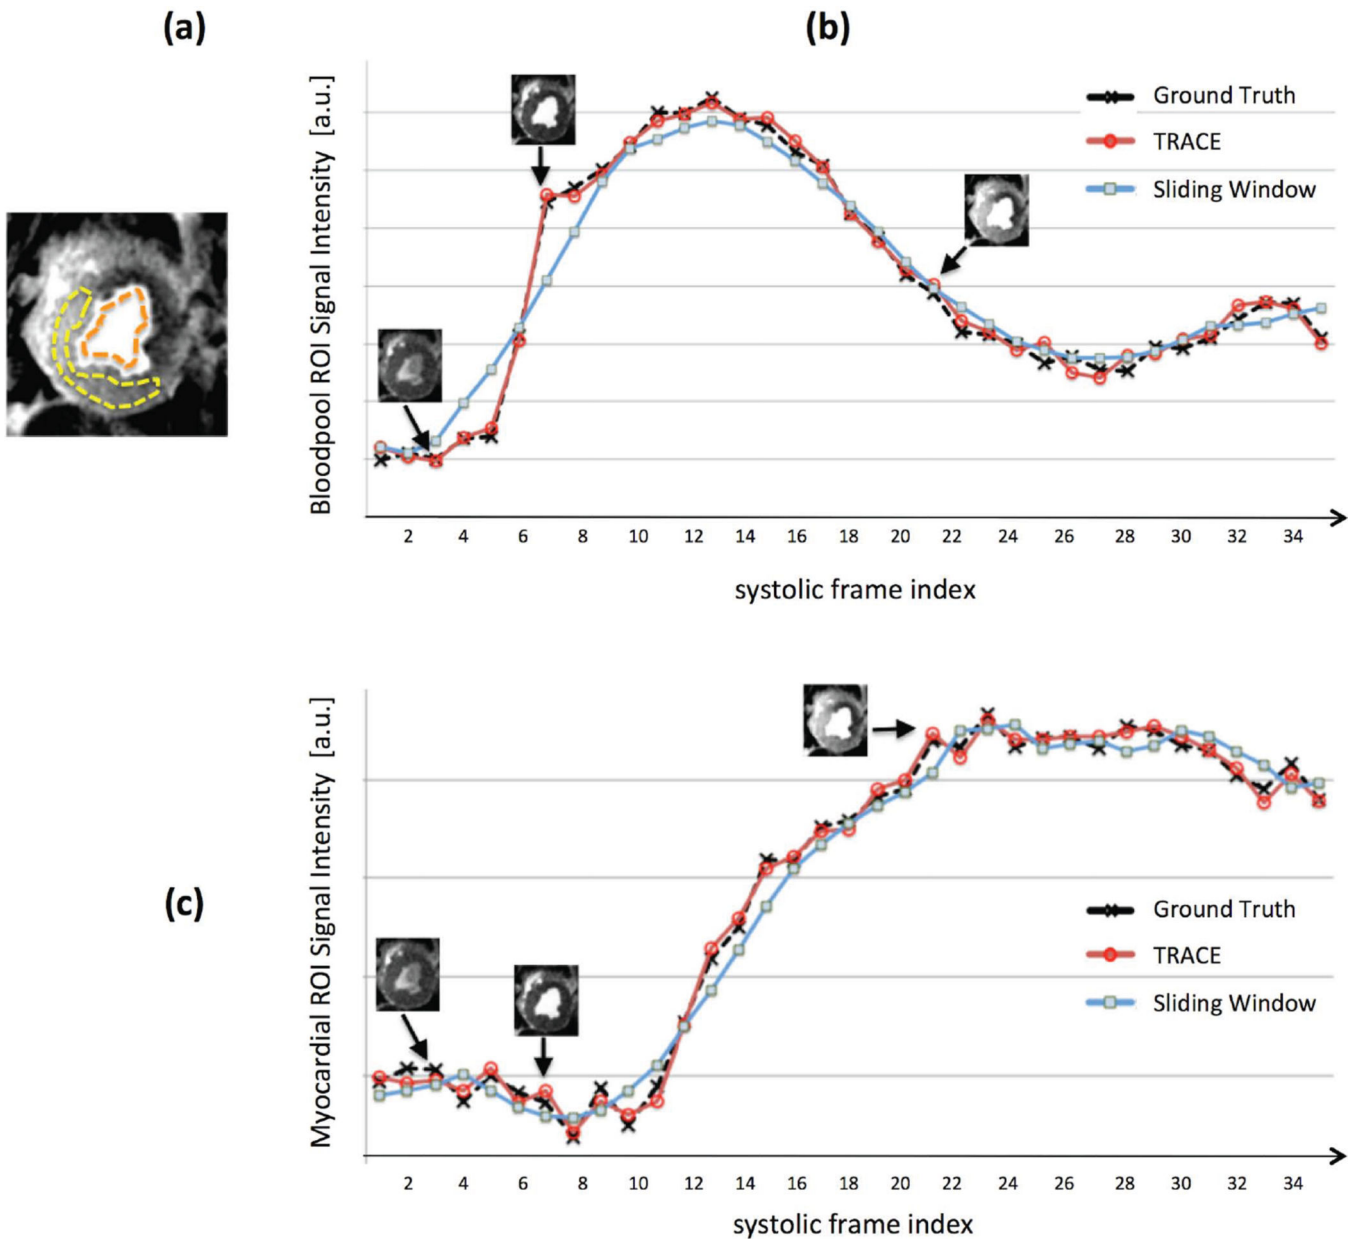 (a)
(b)
Bloodpool ROI Signal Intensity [a.u.]
Ground Truth
TRACE
Sliding Window
2 4 6 8 10 12 14 16 18 20 22 24 26 28 30 32 34
systolic frame index
(c)
Myocardial ROI Signal Intensity [a.u.]
Ground Truth
TRACE
Sliding Window
2 4 6 8 10 12 14 16 18 20 22 24 26 28 30 32 34
systolic frame index